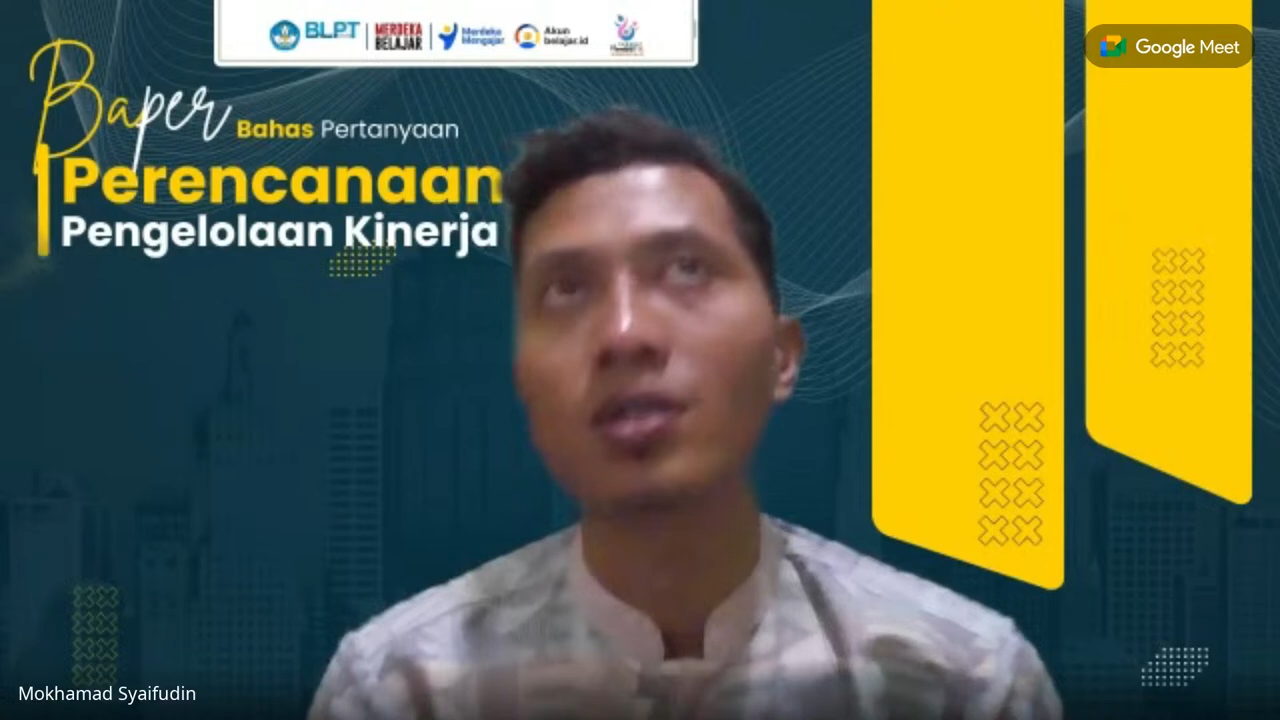 BLPT
MERDEKA
BELAJAR
Merdeka
Mengajar
Akun
belajar.id
Google Meet
Baper
Bahas Pertanyaan
Perencanaan
Pengelolaan Kinerja
Mokhamad Syaifudin